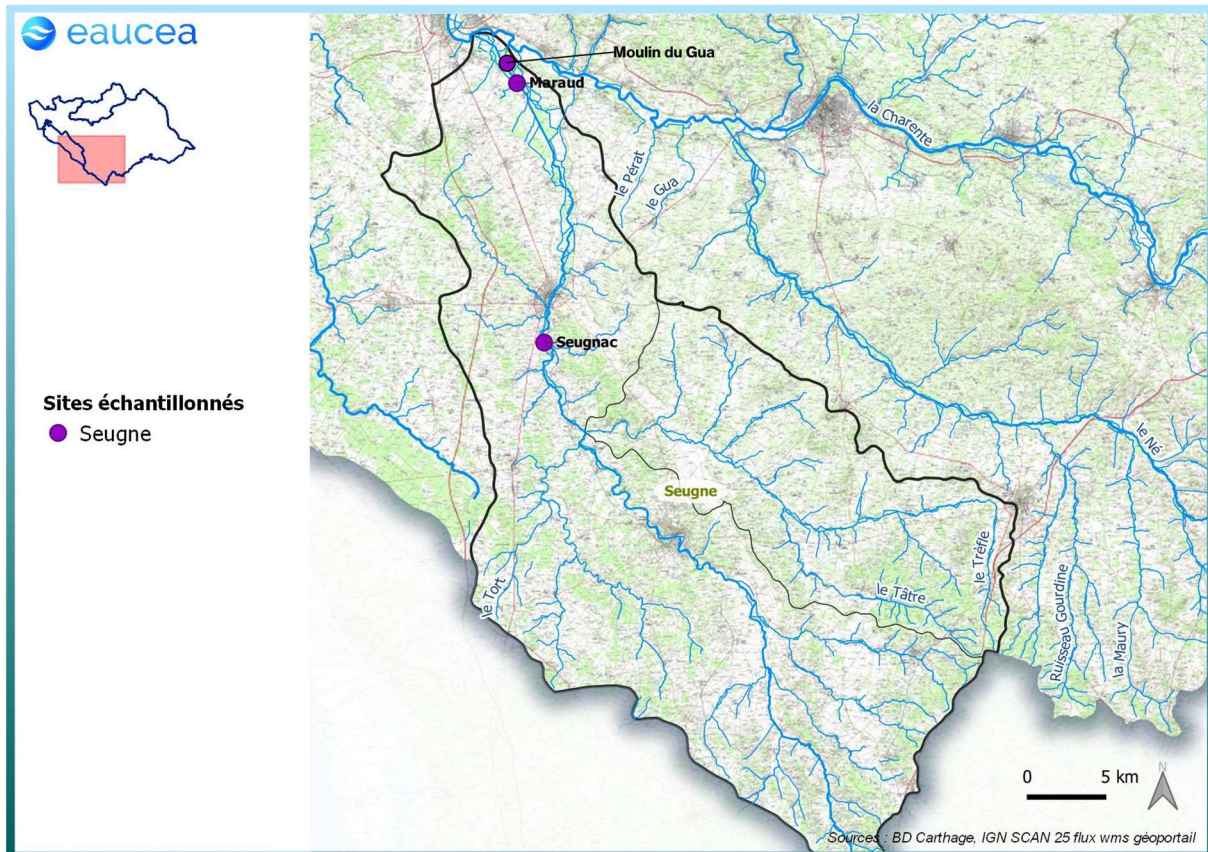 eaucea
Sites échantillonnés
Seugne
Moulin du Gua
Maraud
la Charente
le Pérat
le Gua
Seugnac
le Né
Seugne
le Tort
le Tâtre
le Trèfle
Ruisseau Gourdine
la Maury
0 5 km
N
Sources : BD Carthage, IGN SCAN 25 flux wms géoportail